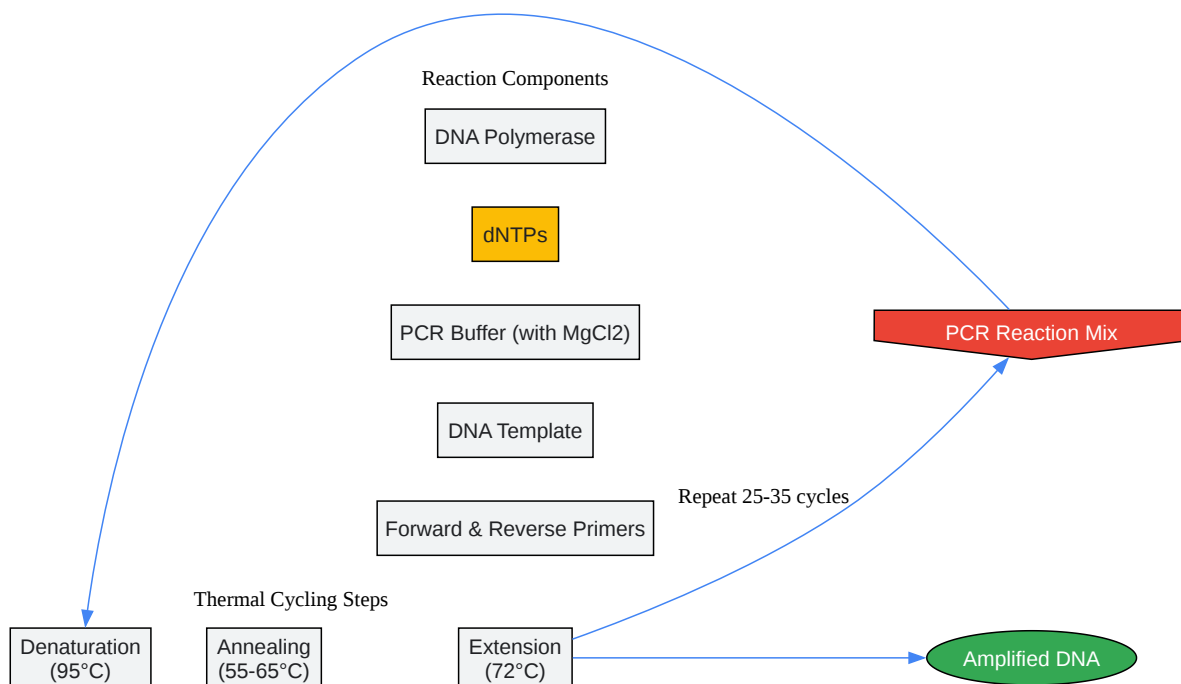 Reaction Components
DNA Polymerase
dNTPs
PCR Buffer (with MgCl2)
PCR Reaction Mix
DNA Template
Repeat 25-35 cycles
Forward & Reverse Primers
Thermal Cycling Steps
Denaturation
(95°C)
Annealing
(55-65°C)
Extension
(72°C)
Amplified DNA